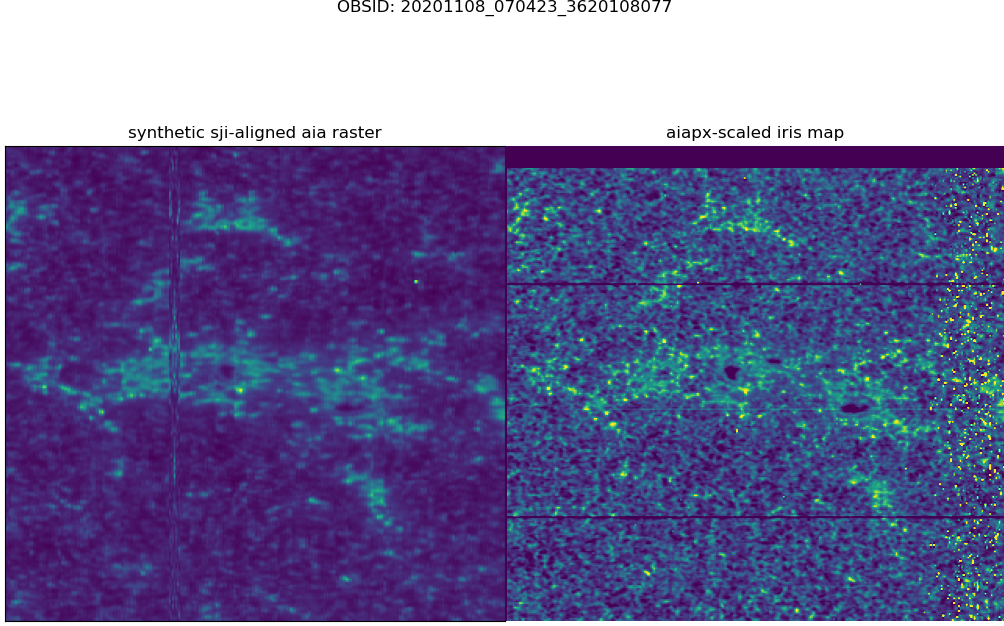 OBSID: 20201108_070423_3620108077
synthetic sji-aligned aia raster
aiapx-scaled iris map